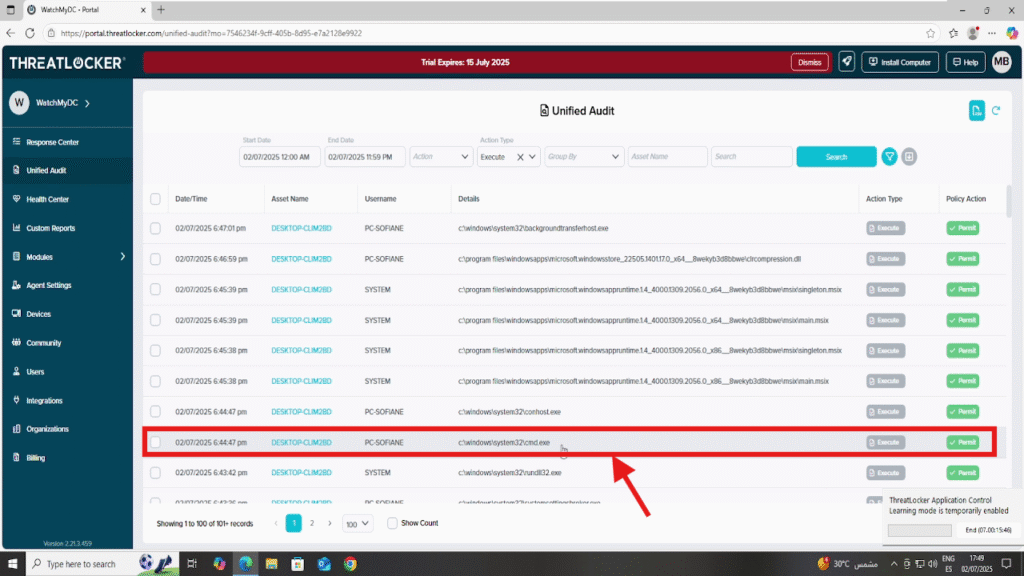 WatchMyDC - Portal
https://portal.threatlocker.com/unified-audit?mo=7546234f-9cff-405b-8d95-e7a2128e9922
THREATLOCKER
Trial Expires: 15 July 2025
Dismiss
Install Computer
Help
MB
W
WatchMyDC
Response Center
Unified Audit
Health Center
Custom Reports
Modules
Agent Settings
Devices
Community
Users
Integrations
Organizations
Billing
Version 2.21.3.459
Unified Audit
Start Date
End Date
Action Type
02/07/2025 12:00 AM
02/07/2025 11:59 PM
Action
Execute
Group By
Asset Name
Search
Search
Date/Time Asset Name Username Details Action Type Policy Action
02/07/2025 6:47:01 pm DESKTOP-CLIM2BD PC-SOFIANE c:\windows\system32\backgroundtransferhost.exe Execute Permit
02/07/2025 6:46:59 pm DESKTOP-CLIM2BD PC-SOFIANE c:\program files\windowsapps\microsoft.windowsstore_22505.1401.17.0_x64__8wekyb3d8bbwe\clrcompression.dll Execute Permit
02/07/2025 6:45:39 pm DESKTOP-CLIM2BD SYSTEM c:\program files\windowsapps\microsoft.windowsappruntime.1.4_4000.1309.2056.0_x64__8wekyb3d8bbwe\msix\singleton.msix Execute Permit
02/07/2025 6:45:39 pm DESKTOP-CLIM2BD SYSTEM c:\program files\windowsapps\microsoft.windowsappruntime.1.4_4000.1309.2056.0_x64__8wekyb3d8bbwe\msix\main.msix Execute Permit
02/07/2025 6:45:38 pm DESKTOP-CLIM2BD SYSTEM c:\program files\windowsapps\microsoft.windowsappruntime.1.4_4000.1309.2056.0_x86__8wekyb3d8bbwe\msix\singleton.msix Execute Permit
02/07/2025 6:45:38 pm DESKTOP-CLIM2BD SYSTEM c:\program files\windowsapps\microsoft.windowsappruntime.1.4_4000.1309.2056.0_x86__8wekyb3d8bbwe\msix\main.msix Execute Permit
02/07/2025 6:44:47 pm DESKTOP-CLIM2BD PC-SOFIANE c:\windows\system32\conhost.exe Execute Permit
02/07/2025 6:44:47 pm DESKTOP-CLIM2BD PC-SOFIANE c:\windows\system32\cmd.exe Execute Permit
02/07/2025 6:43:42 pm DESKTOP-CLIM2BD SYSTEM c:\windows\system32\rundll32.exe Execute Permit
Showing 1 to 100 of 101+ records
1
2
100
Show Count
ThreatLocker Application Control
Learning mode is temporarily enabled
End (07.00:15:46)
Type here to search
30°C
مشمس
ENG
ES
17:49
02/07/2025